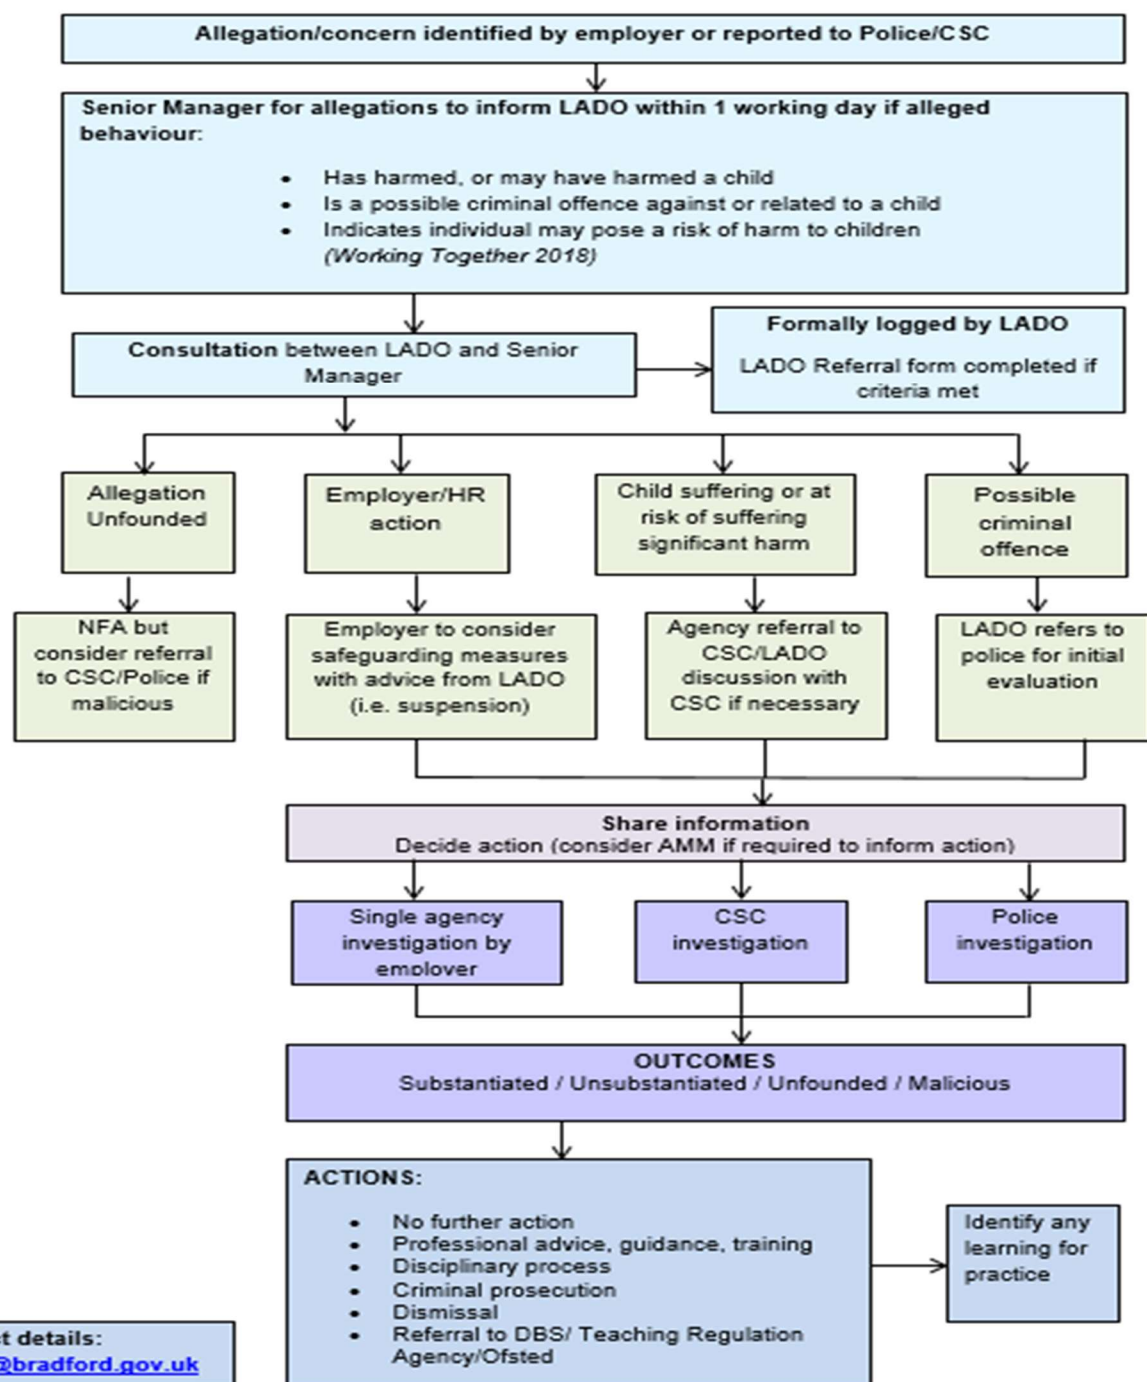 Allegation/concern identified by employer or reported to Police/CSC
Senior Manager for allegations to inform LADO within 1 working day if alleged
behaviour:
• Has harmed, or may have harmed a child
• Is a possible criminal offence against or related to a child
• Indicates individual may pose a risk of harm to children
(Working Together 2018)
Consultation between LADO and Senior
Manager
Formally logged by LADO
LADO Referral form completed if
criteria met
Allegation
Unfounded
Employer/HR
action
Child suffering or at
risk of suffering
significant harm
Possible
criminal
offence
NFA but
consider referral
to CSC/Police if
malicious
Employer to consider
safeguarding measures
with advice from LADO
(i.e. suspension)
Agency referral to
CSC/LADO
discussion with
CSC if necessary
LADO refers to
police for initial
evaluation
Share information
Decide action (consider AMM if required to inform action)
Single agency
investigation by
employer
CSC
investigation
Police
investigation
OUTCOMES
Substantiated / Unsubstantiated / Unfounded / Malicious
ACTIONS:
• No further action
• Professional advice, guidance, training
• Disciplinary process
• Criminal prosecution
• Dismissal
• Referral to DBS/ Teaching Regulation
Agency/Ofsted
Identify any
learning for
practice
details:
@bradford.gov.uk